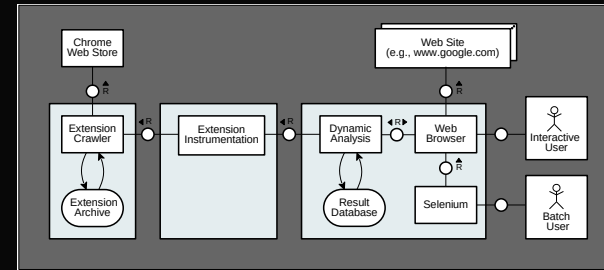 Chrome
Web Store
Web Site
(e.g., www.google.com)
R
R
R
R
R
Extension
Crawler
Extension
Instrumentation
Dynamic
Analysis
Web
Browser
Interactive
User
R
Extension
Archive
Result
Database
Selenium
Batch
User